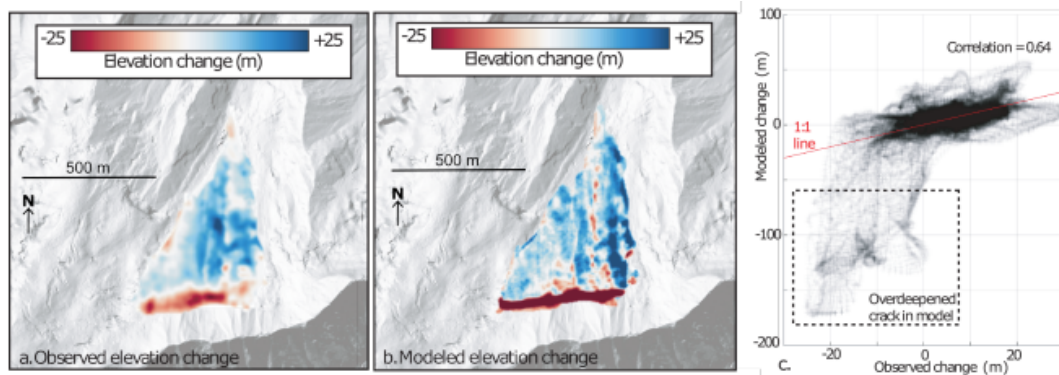 -25 +25
Elevation change (m)
500 m
N
a. Observed elevation change
-25 +25
Elevation change (m)
500 m
N
b. Modeled elevation change
100
Correlation = 0.64
0
1:1
line
Modeled change (m)
-100
Overdeepened
crack in model
-200
-20 0 20
c.
Observed change (m)